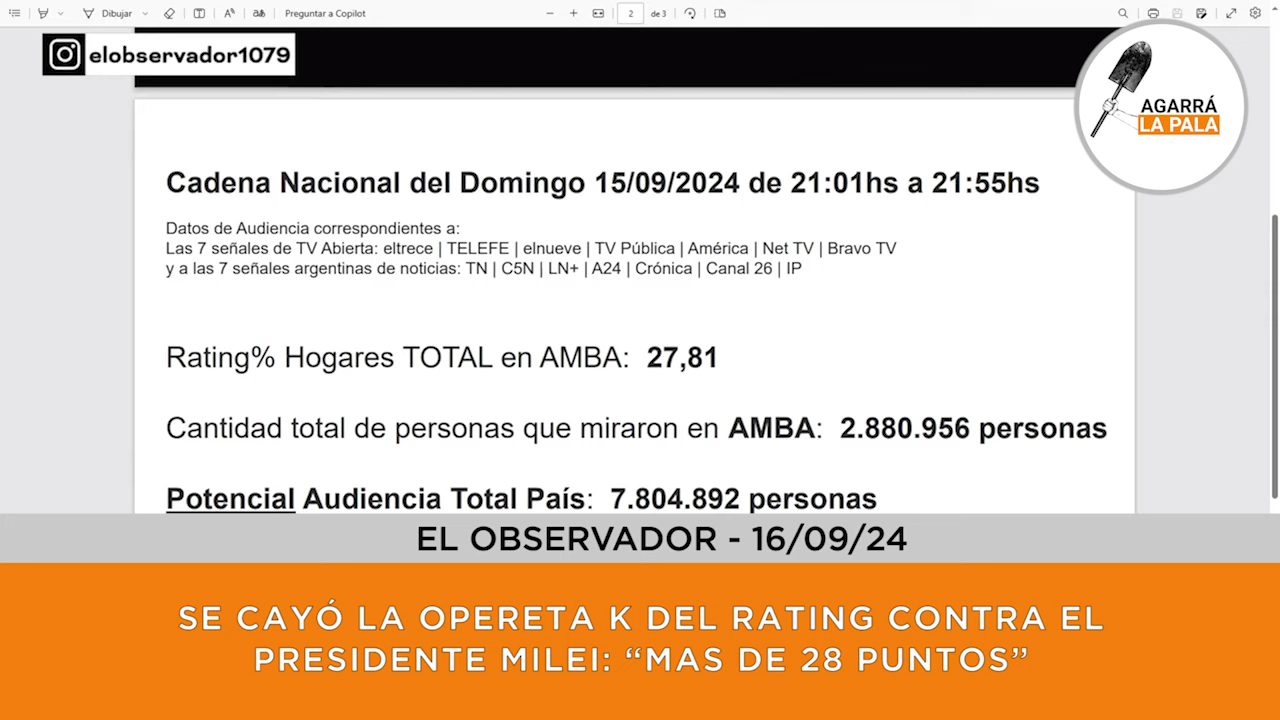 Dibujar
Preguntar a Copilot
2
de 3
elobservador1079
AGARRÁ
LA PALA
Cadena Nacional del Domingo 15/09/2024 de 21:01hs a 21:55hs
Datos de Audiencia correspondientes a:
Las 7 señales de TV Abierta: eltrece | TELEFE | elnueve | TV Pública | América | Net TV | Bravo TV
y a las 7 señales argentinas de noticias: TN | C5N | LN+ | A24 | Crónica | Canal 26 | IP
Rating% Hogares TOTAL en AMBA: 27,81
Cantidad total de personas que miraron en AMBA: 2.880.956 personas
Potencial Audiencia Total País: 7.804.892 personas
EL OBSERVADOR - 16/09/24
SE CAYÓ LA OPERETA K DEL RATING CONTRA EL
PRESIDENTE MILEI: “MAS DE 28 PUNTOS”